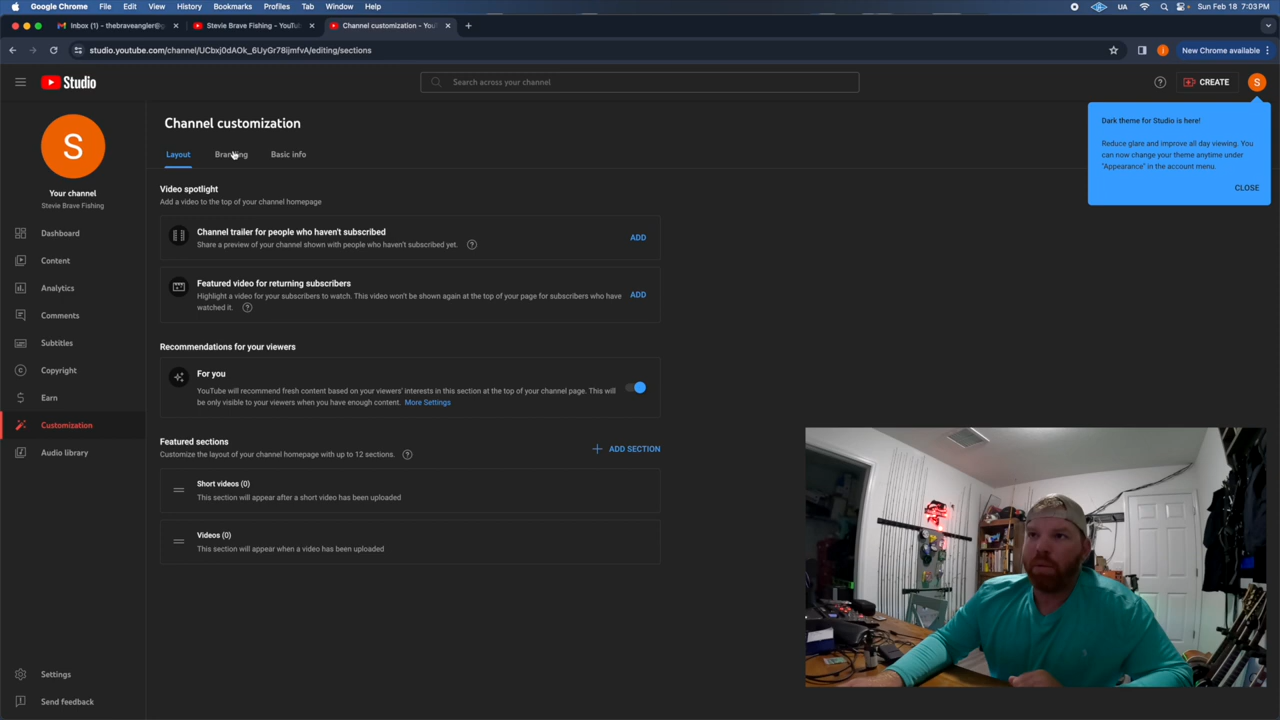 Google Chrome File Edit View History Bookmarks Profiles Tab Window Help UA Sun Feb 18 7:03 PM
Inbox (1) - thebraveangler@g
Stevie Brave Fishing - YouTu
Channel customization - You
studio.youtube.com/channel/UCbxj0dAOk_6UyGr78ijmfvA/editing/sections
New Chrome available
Studio
Search across your channel
CREATE
S
Dark theme for Studio is here!
Reduce glare and improve all day viewing. You
can now change your theme anytime under
"Appearance" in the account menu.
CLOSE
S
Your channel
Stevie Brave Fishing
Dashboard
Content
Analytics
Comments
Subtitles
Copyright
Earn
Customization
Audio library
Settings
Send feedback
Channel customization
Layout Branding Basic info
Video spotlight
Add a video to the top of your channel homepage
Channel trailer for people who haven't subscribed
Share a preview of your channel shown with people who haven't subscribed yet.
ADD
Featured video for returning subscribers
Highlight a video for your subscribers to watch. This video won't be shown again at the top of your page for subscribers who have
watched it.
ADD
Recommendations for your viewers
For you
YouTube will recommend fresh content based on your viewers' interests in this section at the top of your channel page. This will
be only visible to your viewers when you have enough content. More Settings
Featured sections
Customize the layout of your channel homepage with up to 12 sections.
ADD SECTION
Short videos (0)
This section will appear after a short video has been uploaded
Videos (0)
This section will appear when a video has been uploaded